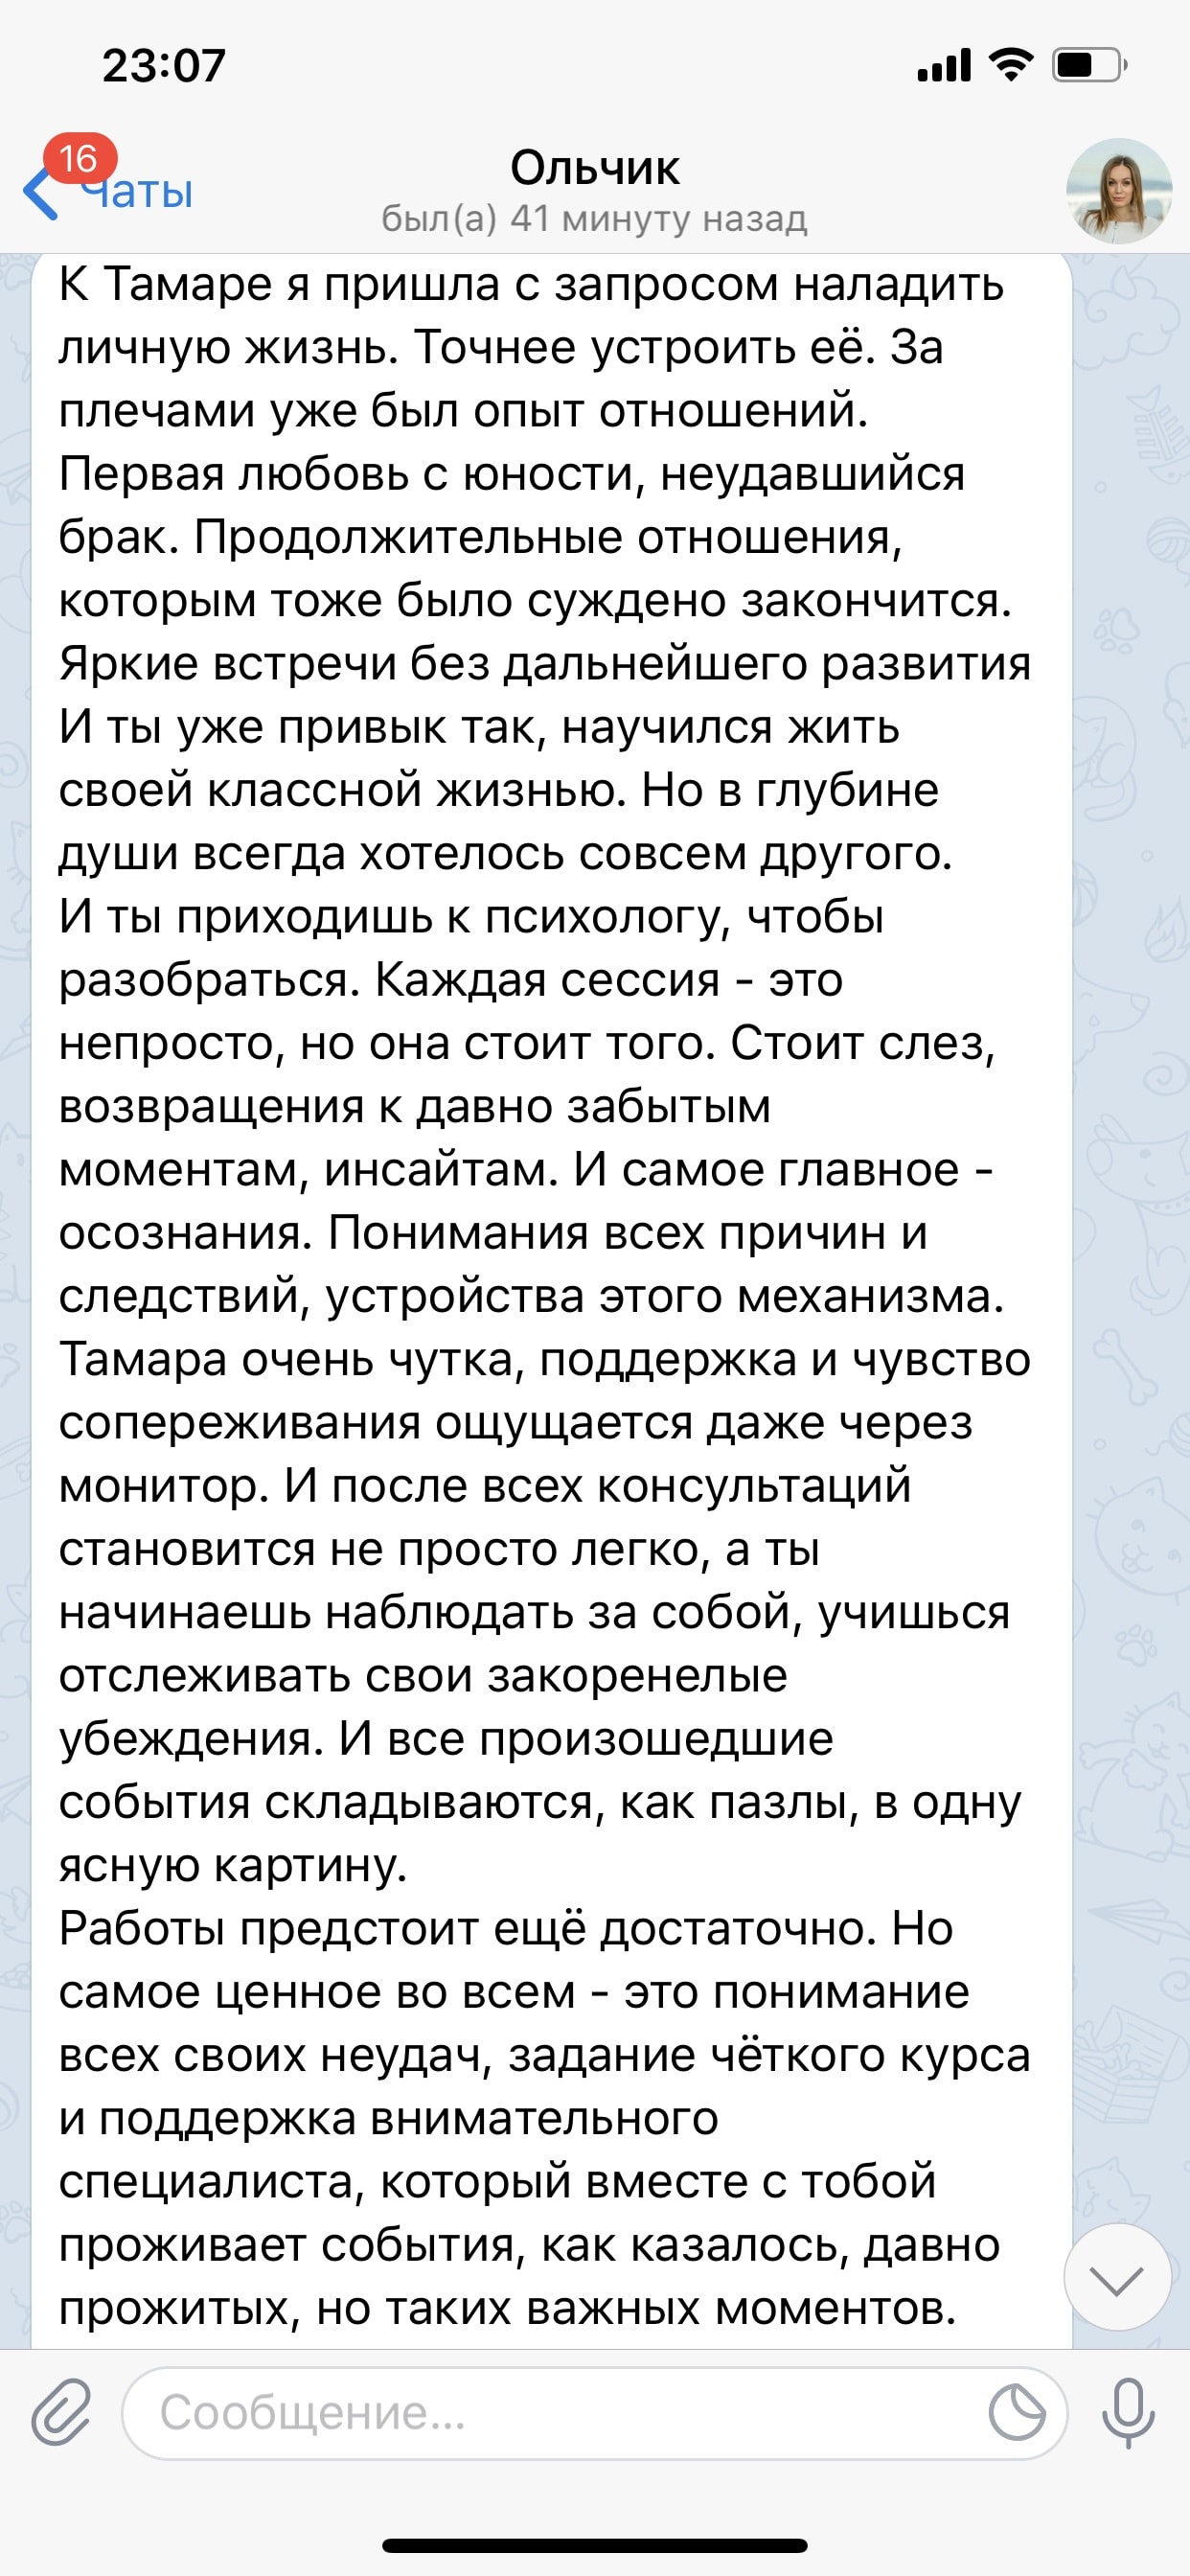 23:07
16
Чаты
Ольчик
был(а) 41 минуту назад
К Тамаре я пришла с запросом наладить
личную жизнь. Точнее устроить её. За
плечами уже был опыт отношений.
Первая любовь с юности, неудавшийся
брак. Продолжительные отношения,
которым тоже было суждено закончится.
Яркие встречи без дальнейшего развития
И ты уже привык так, научился жить
своей классной жизнью. Но в глубине
души всегда хотелось совсем другого.
И ты приходишь к психологу, чтобы
разобраться. Каждая сессия - это
непросто, но она стоит того. Стоит слез,
возвращения к давно забытым
моментам, инсайтам. И самое главное -
осознания. Понимания всех причин и
следствий, устройства этого механизма.
Тамара очень чутка, поддержка и чувство
сопереживания ощущается даже через
монитор. И после всех консультаций
становится не просто легко, а ты
начинаешь наблюдать за собой, учишься
отслеживать свои закоренелые
убеждения. И все произошедшие
события складываются, как пазлы, в одну
ясную картину.
Работы предстоит ещё достаточно. Но
самое ценное во всем - это понимание
всех своих неудач, задание чёткого курса
и поддержка внимательного
специалиста, который вместе с тобой
проживает события, как казалось, давно
прожитых, но таких важных моментов.
Сообщение...